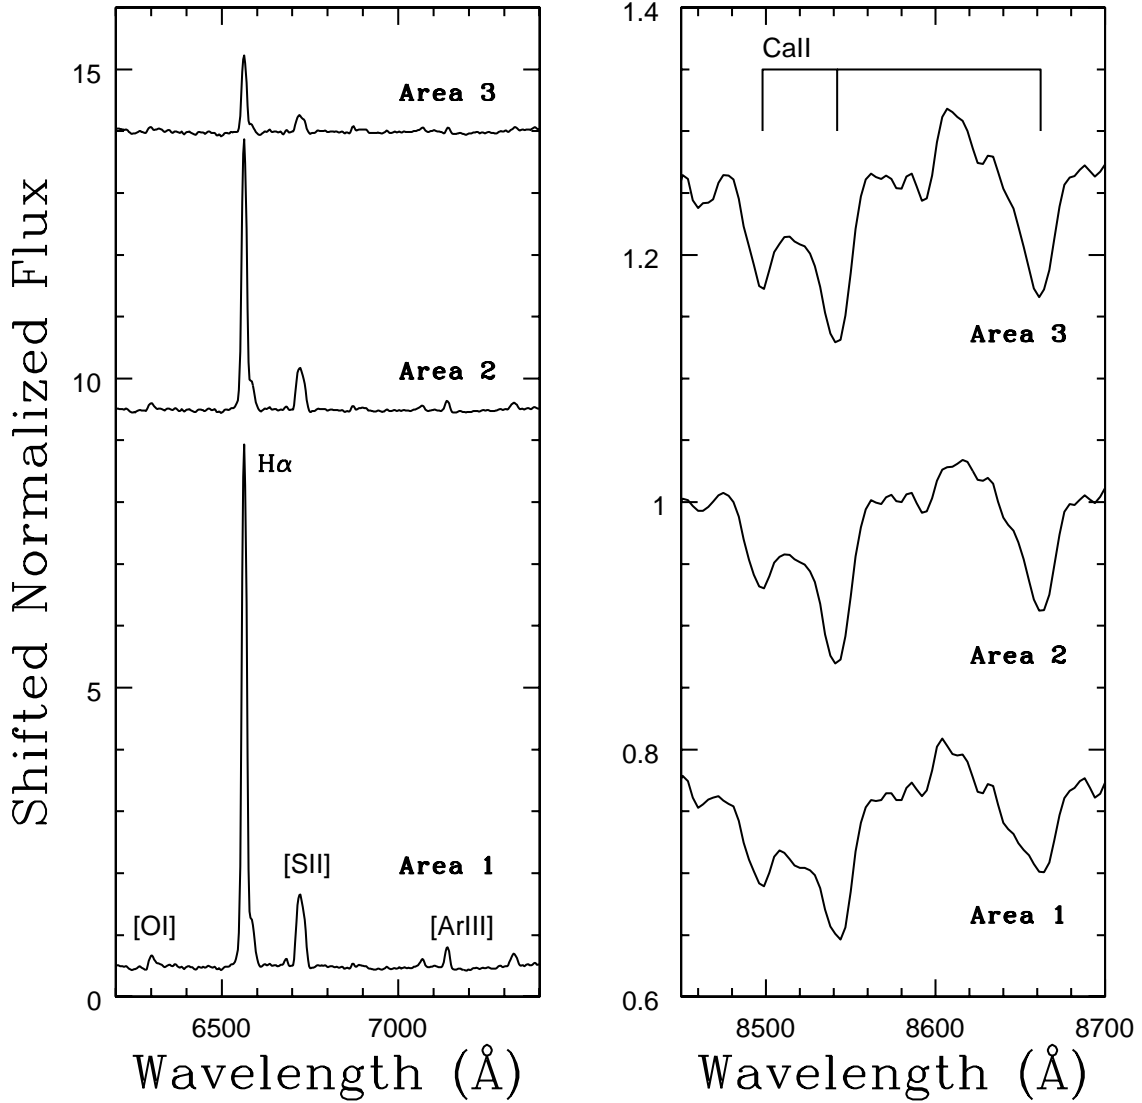 Shifted Normalized Flux
15
10
5
0
Area 3
Area 2
Hα
[SII]
Area 1
[OI]
[ArIII]
6500
7000
Wavelength (Å)
1.4
1.2
1
0.8
0.6
CaII
Area 3
Area 2
Area 1
8500
8600
8700
Wavelength (Å)